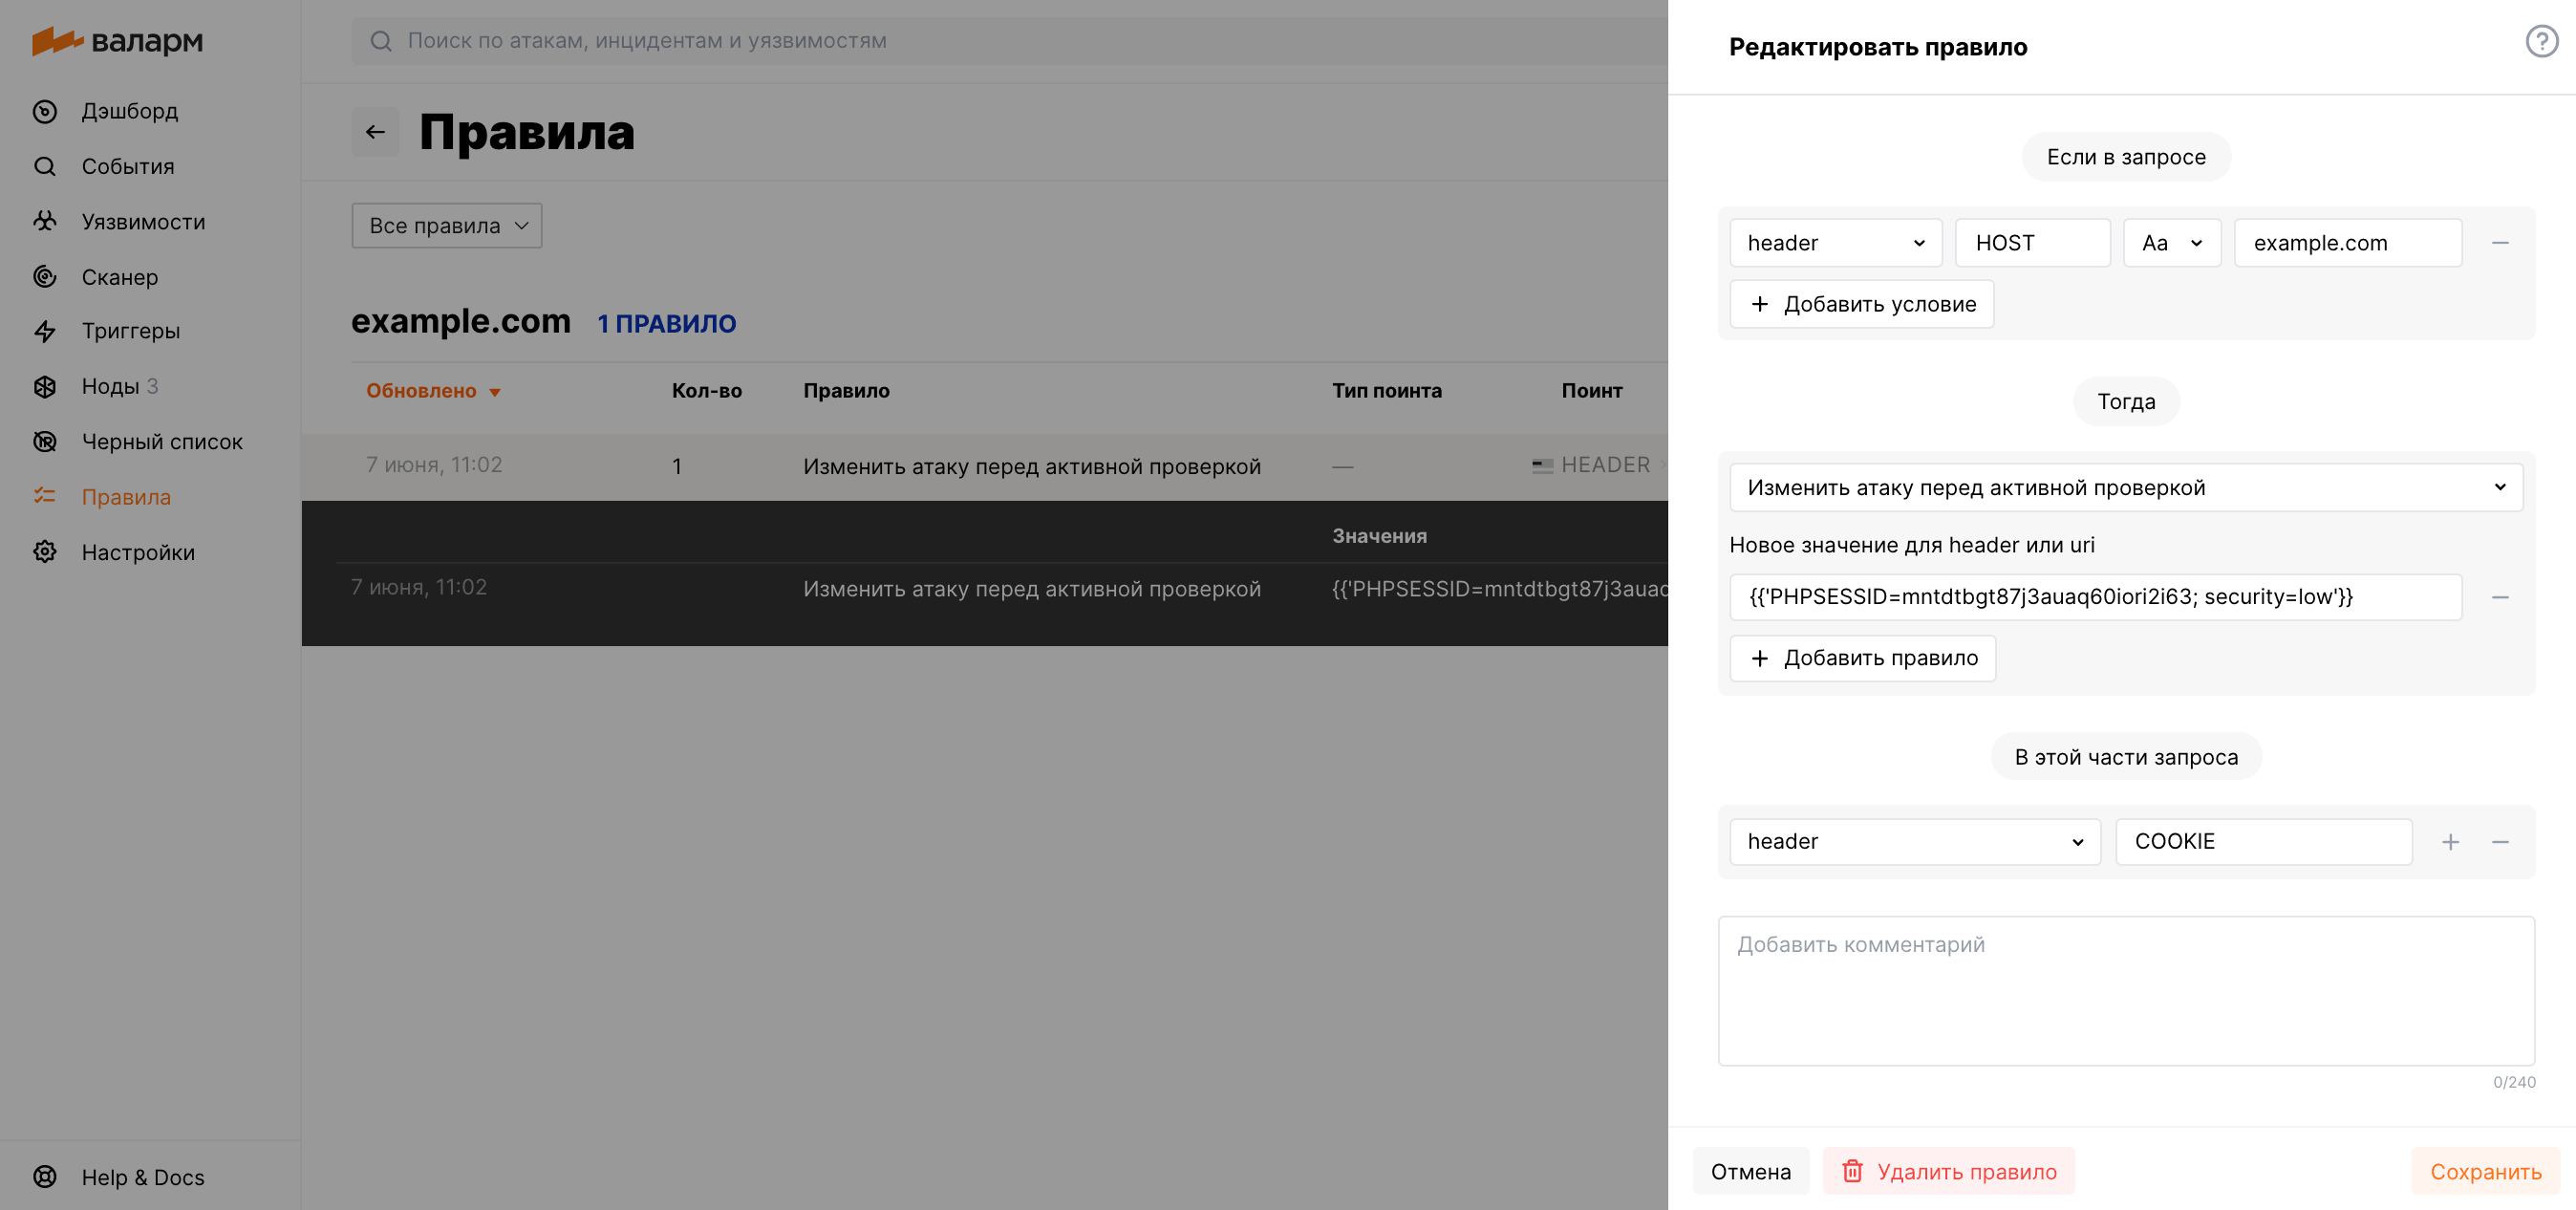 валарм
Дэшборд
События
Уязвимости
Сканер
Триггеры
Ноды 3
Черный список
Правила
Настройки
Help & Docs
Поиск по атакам, инцидентам и уязвимостям
Правила
Все правила
example.com 1 ПРАВИЛО
Обновлено Кол-во Правило Тип поинта Поинт
7 июня, 11:02 1 Изменить атаку перед активной проверкой — HEADER
Значения
7 июня, 11:02 Изменить атаку перед активной проверкой {{'PHPSESSID=mntdtbgt87j3auaq
Редактировать правило
Если в запросе
header HOST Aa example.com
Добавить условие
Тогда
Изменить атаку перед активной проверкой
Новое значение для header или uri
{{'PHPSESSID=mntdtbgt87j3auaq60iori2i63; security=low'}}
Добавить правило
В этой части запроса
header COOKIE
Добавить комментарий
0/240
Отмена Удалить правило Сохранить